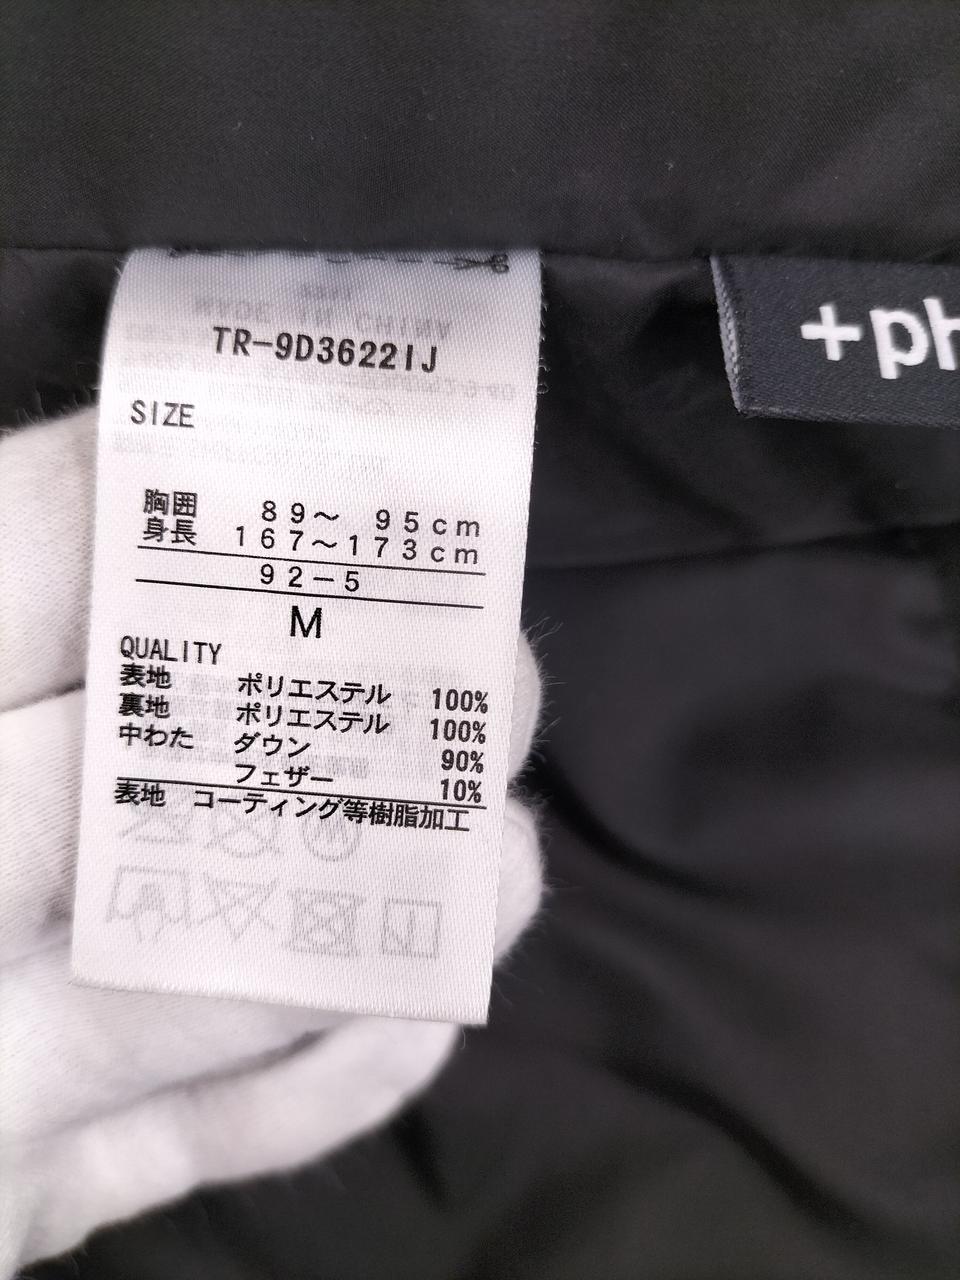 TR-9D3622IJ
SIZE
胸囲 89～ 95cm
身長 167～173cm
92-5
M
QUALITY
表地 ポリエステル 100%
裏地 ポリエステル 100%
中わた ダウン 90%
フェザー 10%
表地 コーティング等樹脂加工
+ph
MADE IN CHINA